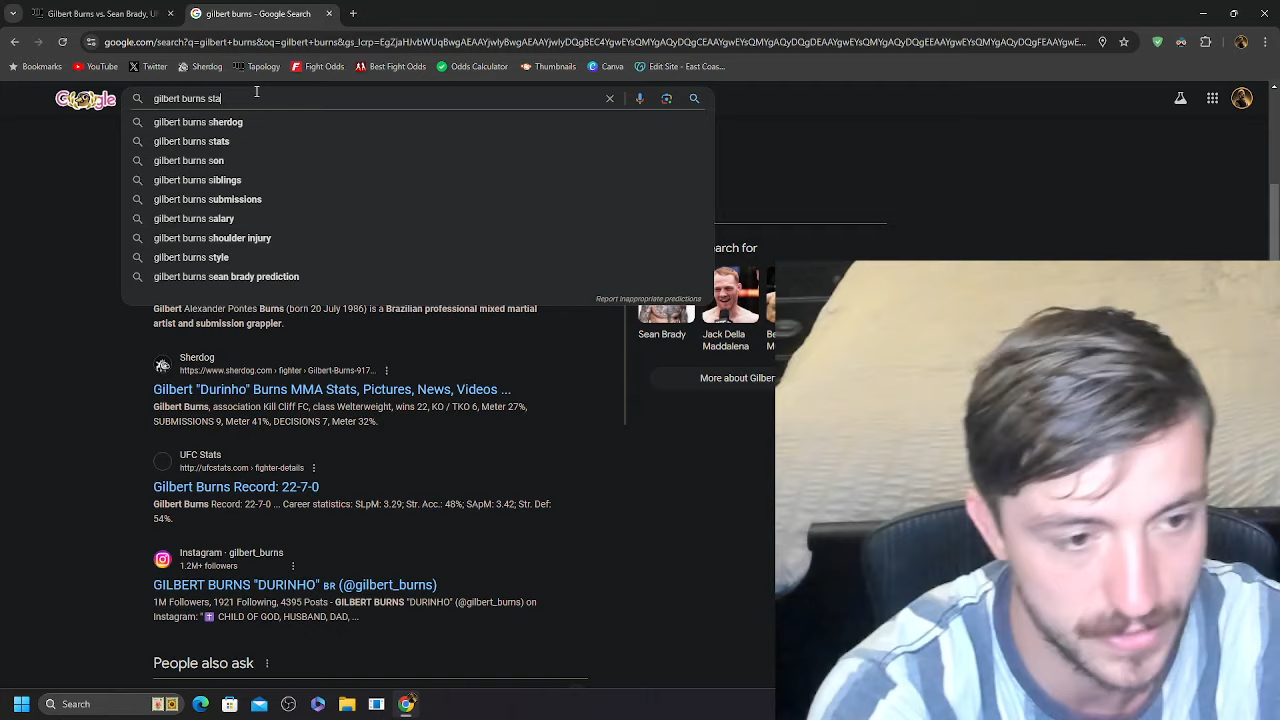 Gilbert Burns vs. Sean Brady, U
gilbert burns - Google Search
google.com/search?q=gilbert+burns&oq=gilbert+burns&gs_lcrp=EgZjaHJvbWUqBwgAEAAYjwIyBwgAEAAYjwIyDQgBEC4YgwEYsQMYgAQyDQgCEAAYgwEYsQMYgAQyDQgDEAAYgwEYsQMYgAQyDQgEEAAYgwEYsQMYgAQyDQgFEAAYgwEYsQMYgAQyDQgFEAAYgwE...
Bookmarks YouTube Twitter Sherdog Tapology Fight Odds Best Fight Odds Odds Calculator Thumbnails Canva Edit Site - East Coas...
Google
gilbert burns sta
gilbert burns sherdog
gilbert burns stats
gilbert burns son
gilbert burns siblings
gilbert burns submissions
gilbert burns salary
gilbert burns shoulder injury
gilbert burns style
gilbert burns sean brady prediction
Report inappropriate predictions
earch for
Sean Brady
Jack Della
Maddalena
Be
M
More about Gilber
Gilbert Alexander Pontes Burns (born 20 July 1986) is a Brazilian professional mixed martial
artist and submission grappler.
Sherdog
https://www.sherdog.com › fighter › Gilbert-Burns-917...
Gilbert "Durinho" Burns MMA Stats, Pictures, News, Videos ...
Gilbert Burns, association Kill Cliff FC, class Welterweight, wins 22, KO / TKO 6, Meter 27%,
SUBMISSIONS 9, Meter 41%, DECISIONS 7, Meter 32%.
UFC Stats
http://ufcstats.com › fighter-details
Gilbert Burns Record: 22-7-0
Gilbert Burns Record: 22-7-0 ... Career statistics: SLpM: 3.29; Str. Acc.: 48%; SApM: 3.42; Str. Def:
54%.
Instagram · gilbert_burns
1.2M+ followers
GILBERT BURNS "DURINHO" ʙʀ (@gilbert_burns)
1M Followers, 1921 Following, 4395 Posts - GILBERT BURNS "DURINHO" (@gilbert_burns) on
Instagram: "✝️ CHILD OF GOD, HUSBAND, DAD, ...
People also ask
Search